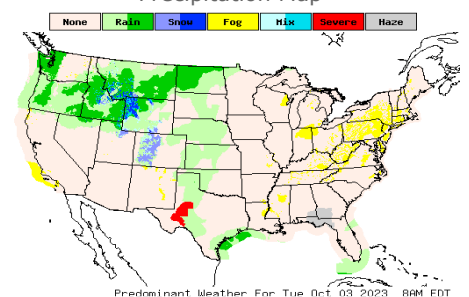 Precipitation Map
None Rain Snow Fog Mix Severe Haze
Predominant Weather For Tue Oct 03 2023 8AM EDT